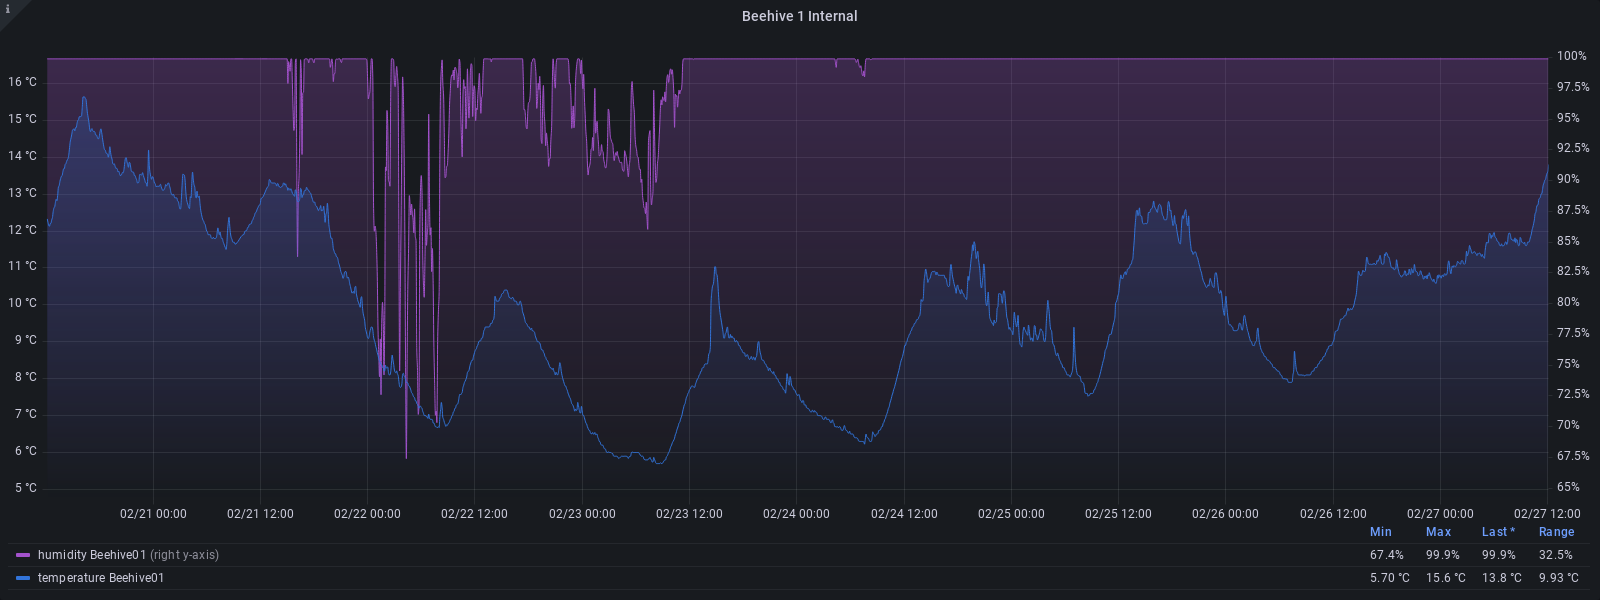 i
Beehive 1 Internal
16 °C
15 °C
14 °C
13 °C
12 °C
11 °C
10 °C
9 °C
8 °C
7 °C
6 °C
5 °C
100%
97.5%
95%
92.5%
90%
87.5%
85%
82.5%
80%
77.5%
75%
72.5%
70%
67.5%
65%
02/21 00:00 02/21 12:00 02/22 00:00 02/22 12:00 02/23 00:00 02/23 12:00 02/24 00:00 02/24 12:00 02/25 00:00 02/25 12:00 02/26 00:00 02/26 12:00 02/27 00:00 02/27 12:00
Min Max Last * Range
humidity Beehive01 (right y-axis) 67.4% 99.9% 99.9% 32.5%
temperature Beehive01 5.70 °C 15.6 °C 13.8 °C 9.93 °C